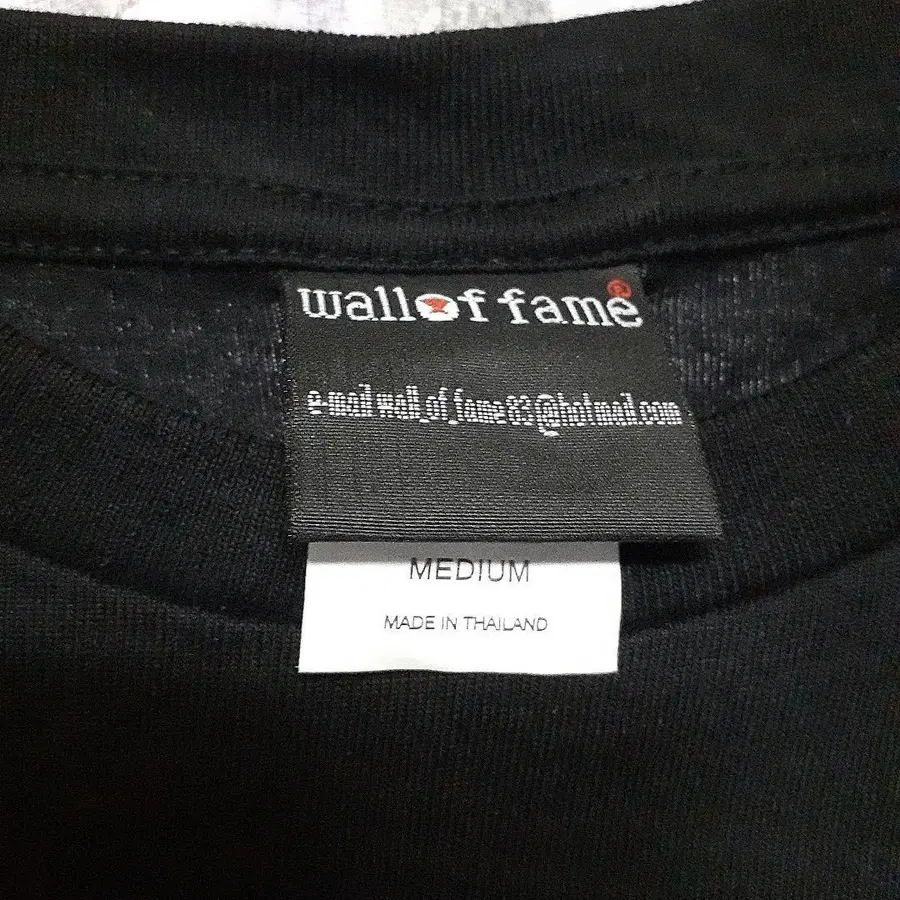 wall of fame®
e-mail wall_of_fame83@hotmail.com
MEDIUM
MADE IN THAILAND